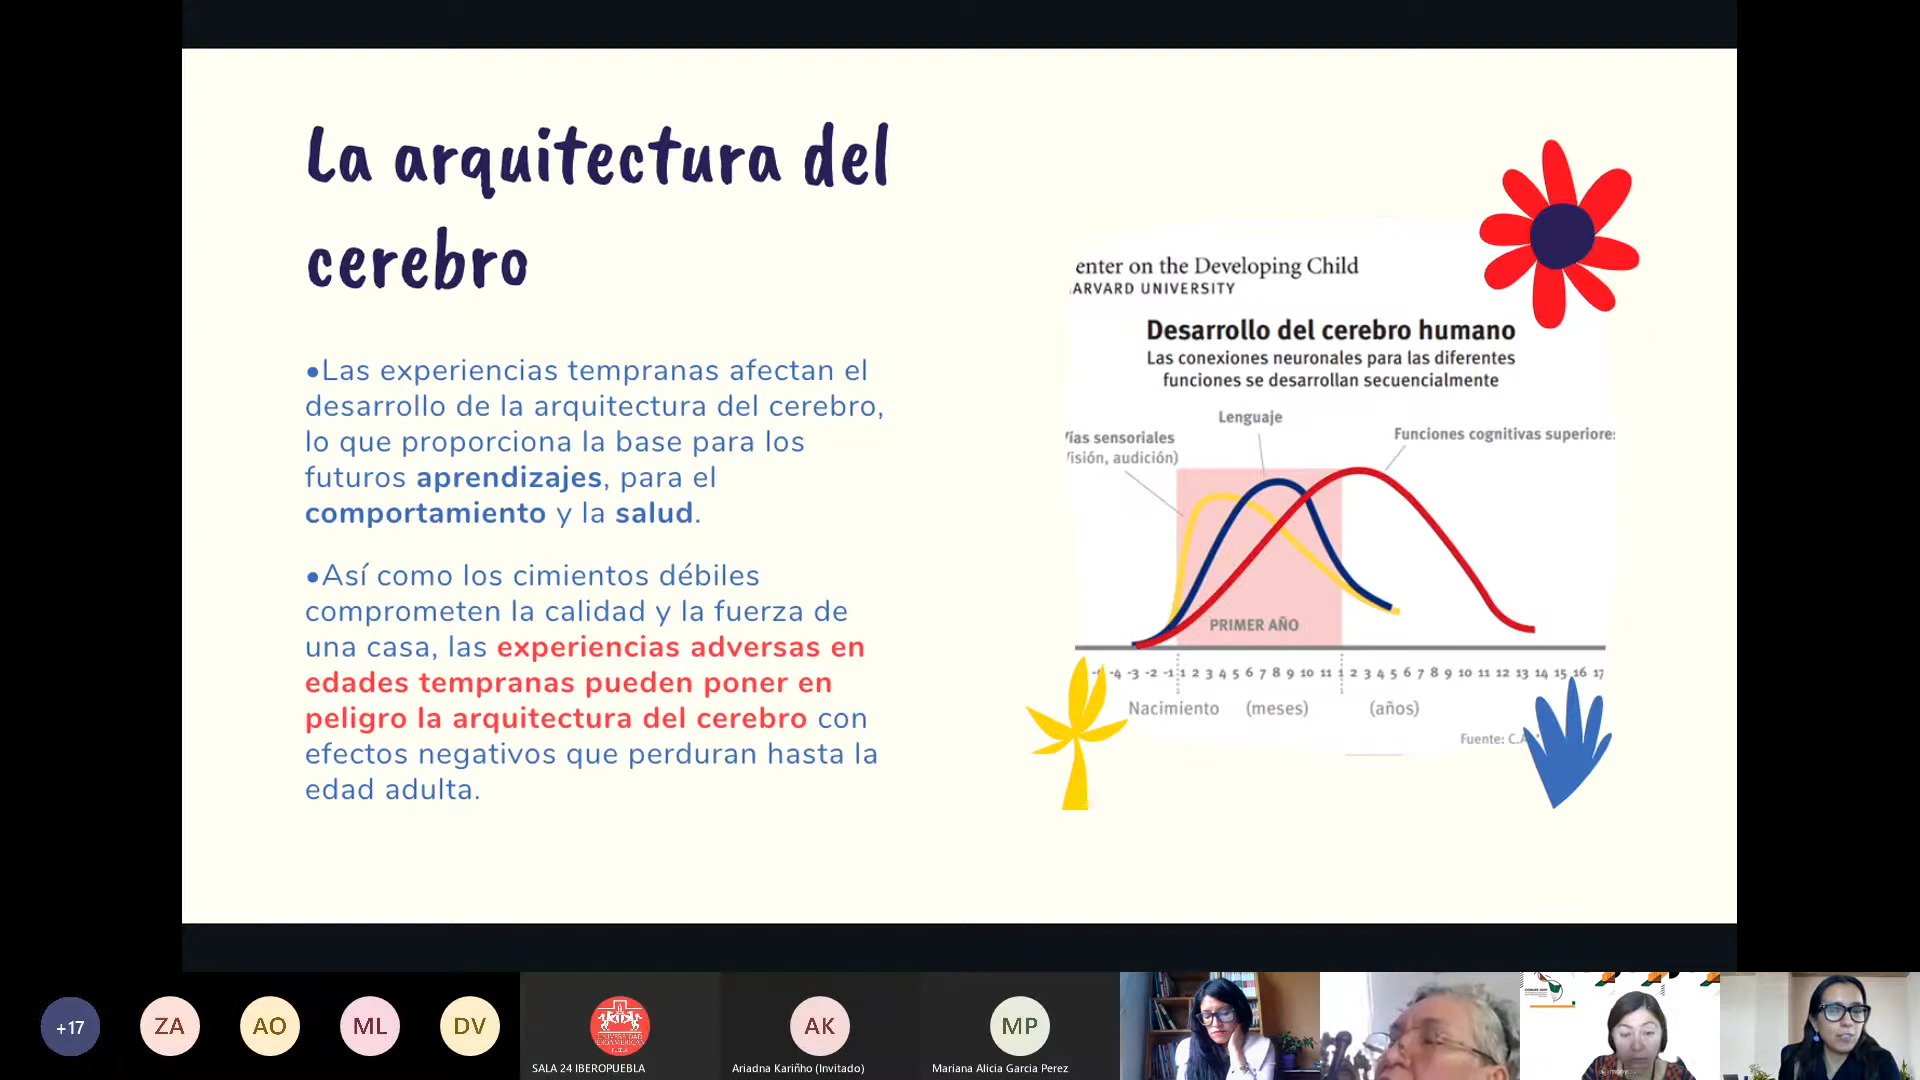 La arquitectura del
cerebro
•Las experiencias tempranas afectan el
desarrollo de la arquitectura del cerebro,
lo que proporciona la base para los
futuros aprendizajes, para el
comportamiento y la salud.
•Así como los cimientos débiles
comprometen la calidad y la fuerza de
una casa, las experiencias adversas en
edades tempranas pueden poner en
peligro la arquitectura del cerebro con
efectos negativos que perduran hasta la
edad adulta.
enter on the Developing Child
ARVARD UNIVERSITY
Desarrollo del cerebro humano
Las conexiones neuronales para las diferentes
funciones se desarrollan secuencialmente
Lenguaje
Vías sensoriales
Visión, audición)
Funciones cognitivas superiores
PRIMER AÑO
-4 -3 -2 -1 1 2 3 4 5 6 7 8 9 10 11 1 2 3 4 5 6 7 8 9 10 11 12 13 14 15 16 17
Nacimiento (meses) (años)
Fuente: C.A.
+17
ZA
AO
ML
DV
SALA 24 IBEROPUEBLA
AK
Ariadna Kariñho (Invitado)
MP
Mariana Alicia Garcia Perez